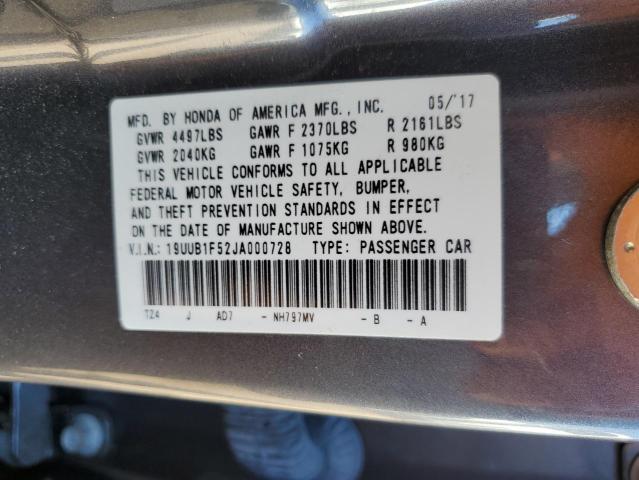 MFD. BY HONDA OF AMERICA MFG., INC. 05/'17
GVWR 4497LBS GAWR F 2370LBS R 2161LBS
GVWR 2040KG GAWR F 1075KG R 980KG
THIS VEHICLE CONFORMS TO ALL APPLICABLE
FEDERAL MOTOR VEHICLE SAFETY, BUMPER,
AND THEFT PREVENTION STANDARDS IN EFFECT
ON THE DATE OF MANUFACTURE SHOWN ABOVE.
V.I.N.: 19UUB1F52JA000728 TYPE: PASSENGER CAR
TZ4 J AD7 - NH797MV - B - A